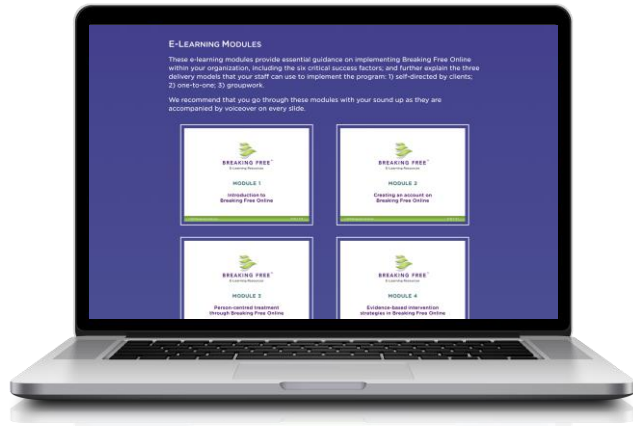 E-LEARNING MODULES
These e-learning modules provide essential guidance on implementing Breaking Free Online
within your organization, including the six critical success factors; and further explain the three
delivery models that your staff can use to implement the program: 1) self-directed by clients;
2) one-to-one; 3) groupwork.
We recommend that you go through these modules with your sound up as they are
accompanied by voiceover on every slide.
BREAKING FREE™
E-Learning Resources
MODULE 1
Introduction to
Breaking Free Online
BREAKING FREE™
E-Learning Resources
MODULE 2
Creating an account on
Breaking Free Online
BREAKING FREE™
E-Learning Resources
MODULE 3
Person-centred treatment
through Breaking Free Online
BREAKING FREE™
E-Learning Resources
MODULE 4
Evidence-based intervention
strategies in Breaking Free Online